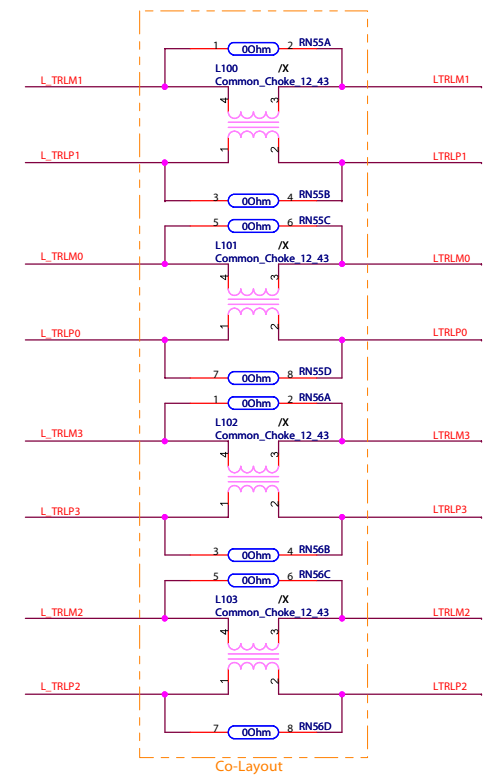 1 0Ohm 2 RN55A
L100 /X
L_TRLM1 Common_Choke_12_43 LTRLM1
4 3
1 2
L_TRLP1 LTRLP1
3 0Ohm 4 RN55B
5 0Ohm 6 RN55C
L101 /X
L_TRLM0 Common_Choke_12_43 LTRLM0
4 3
1 2
L_TRLP0 LTRLP0
7 0Ohm 8 RN55D
1 0Ohm 2 RN56A
L102 /X
L_TRLM3 Common_Choke_12_43 LTRLM3
4 3
1 2
L_TRLP3 LTRLP3
3 0Ohm 4 RN56B
5 0Ohm 6 RN56C
L103 /X
L_TRLM2 Common_Choke_12_43 LTRLM2
4 3
1 2
L_TRLP2 LTRLP2
7 0Ohm 8 RN56D
Co-Layout